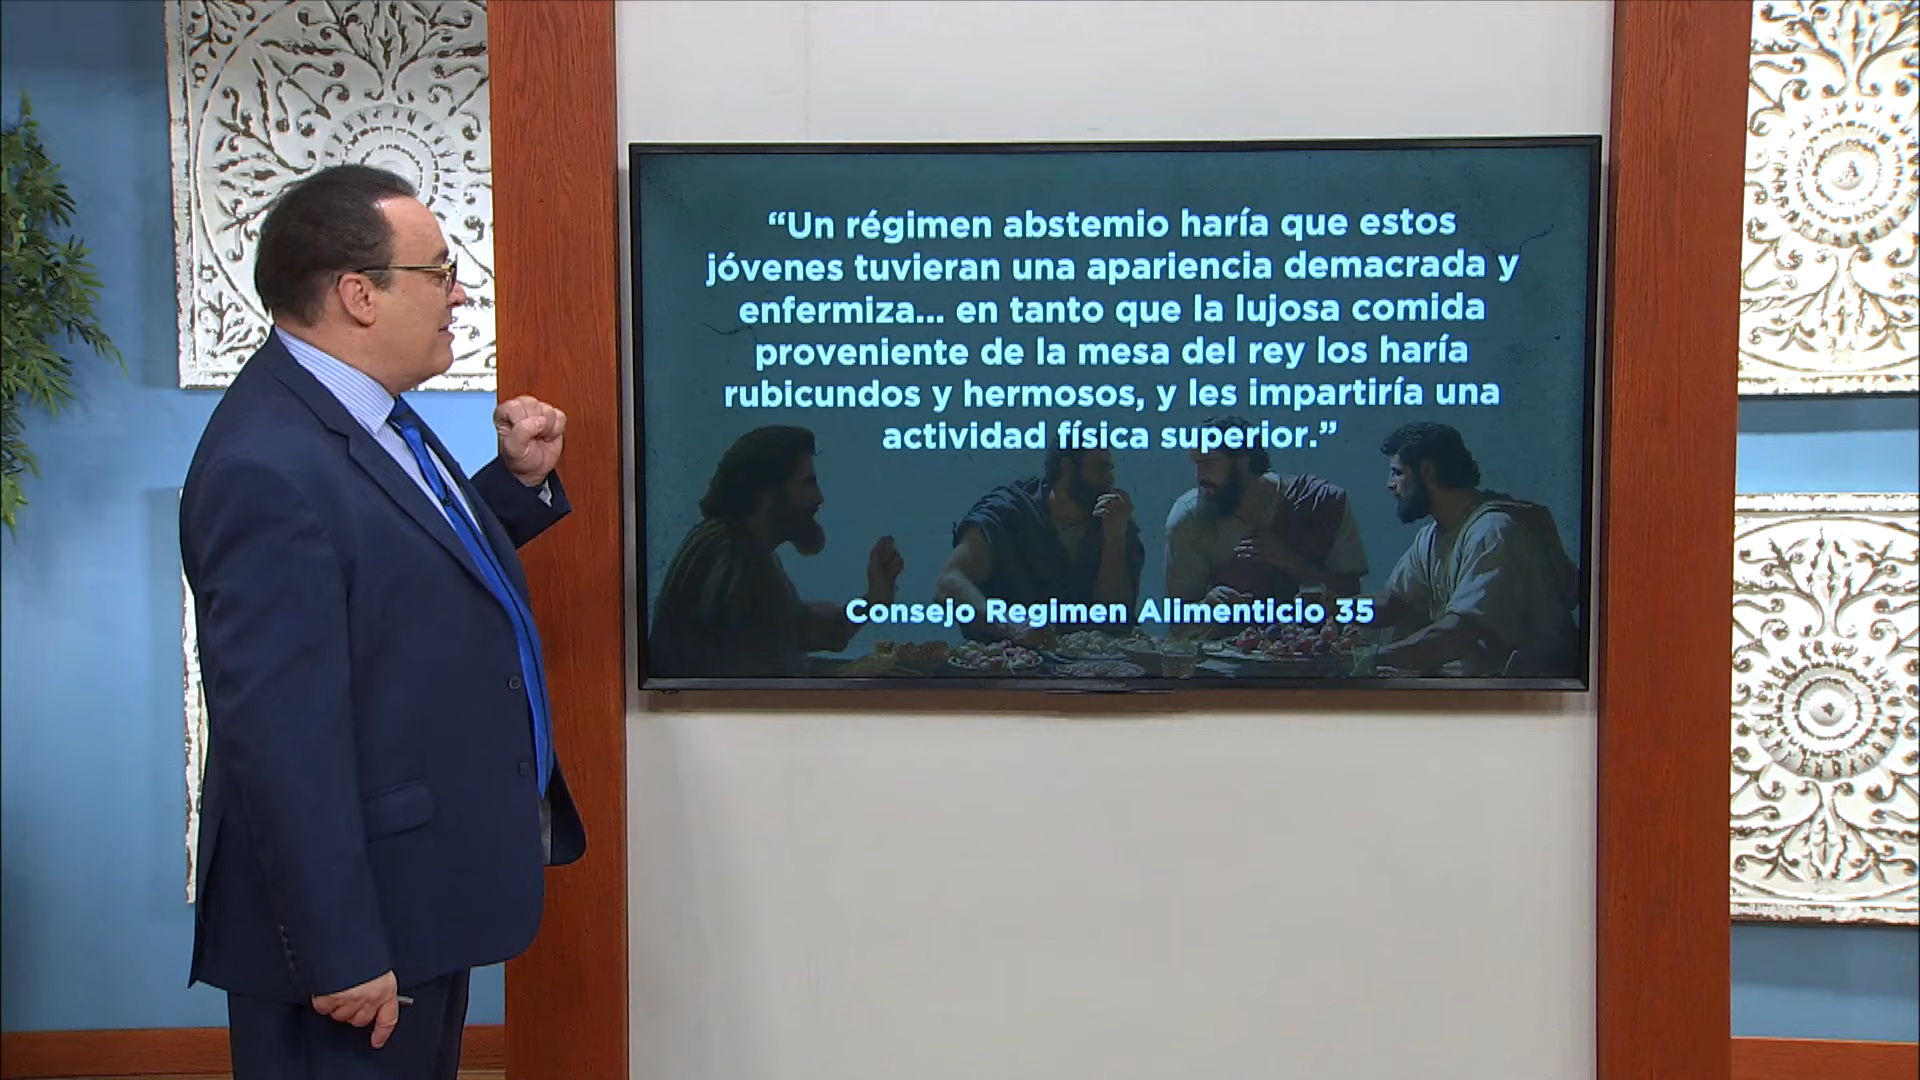 “Un régimen abstemio haría que estos
jóvenes tuvieran una apariencia demacrada y
enfermiza... en tanto que la lujosa comida
proveniente de la mesa del rey los haría
rubicundos y hermosos, y les impartiría una
actividad física superior.”
Consejo Regimen Alimenticio 35